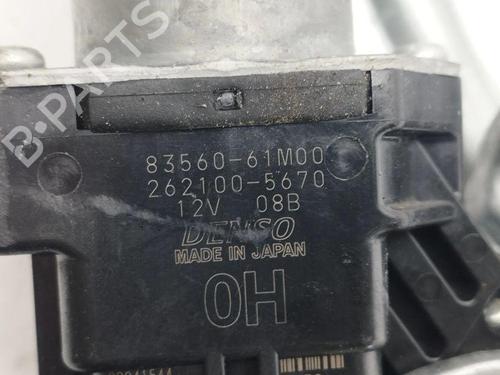 B-PARTS
83560-61M00
262100-5670
12V 08B
DENSO
MADE IN JAPAN
0H